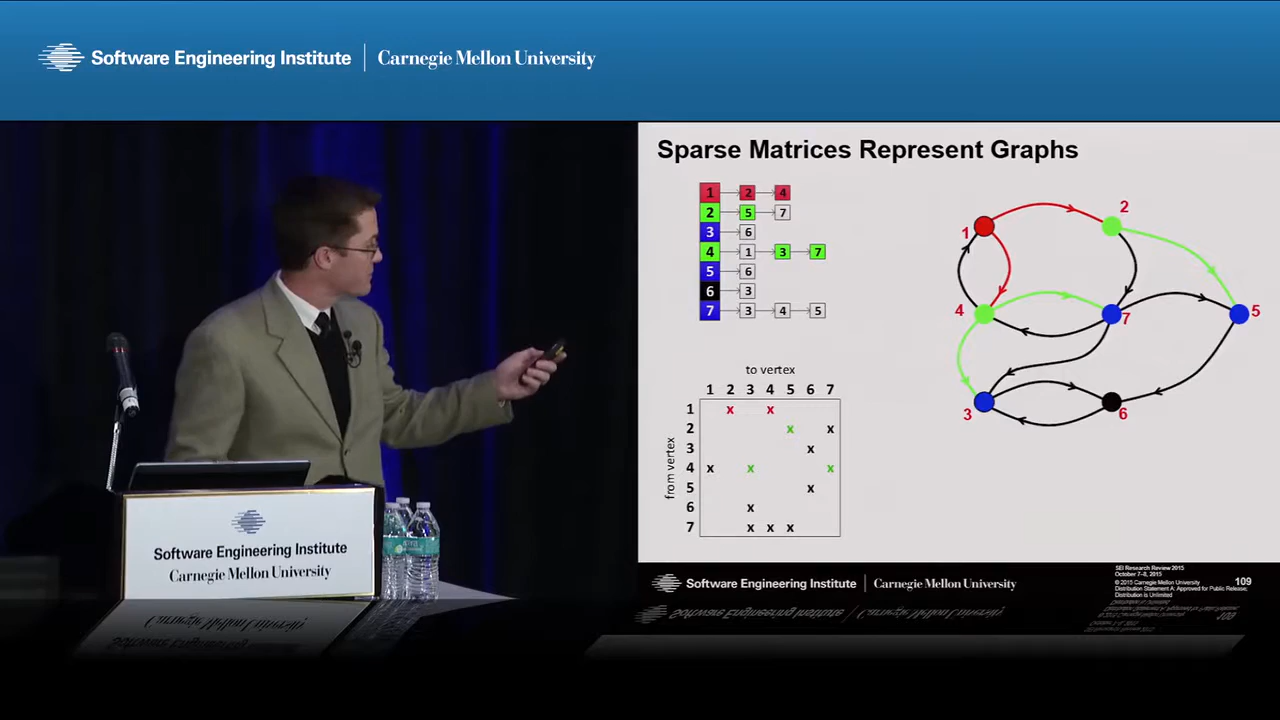 Software Engineering Institute | Carnegie Mellon University
Sparse Matrices Represent Graphs
1 2 4
2 5 7
3 6
4 1 3 7
5 6
6 3
7 3 4 5
1
2
4
7
5
3
6
to vertex
1 2 3 4 5 6 7
from vertex
1 x x
2 x x
3 x
4 x x x
5 x
6 x
7 x x x
Software Engineering Institute
Carnegie Mellon University
Software Engineering Institute | Carnegie Mellon University
SEI Research Review 2015
October 7–8, 2015
© 2015 Carnegie Mellon University
Distribution Statement A: Approved for Public Release;
Distribution is Unlimited
109